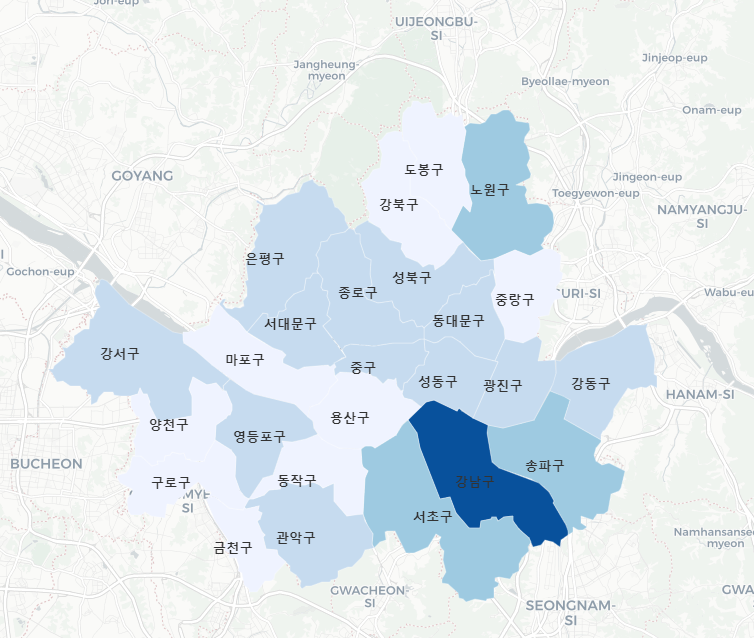 Jon-eup
UIJEONGBU-
SI
Jangheung-
myeon
Jinjeop-eup
Byeollae-myeon
Onam-eup
도봉구
GOYANG
노원구
Jingeon-eup
Toegyewon-eup
강북구
NAMYANGJU-
SI
은평구
Gochon-eup
성북구
종로구
중랑구
GURI-SI
Wabu-eu
서대문구
동대문구
강서구
마포구
중구
성동구
광진구
강동구
HANAM-SI
용산구
양천구
영등포구
BUCHEON
송파구
구로구
동작구
강남구
SI
서초구
관악구
금천구
Namhansanse
myeon
GWACHEON-
SI
GWA
SEONGNAM-
SI